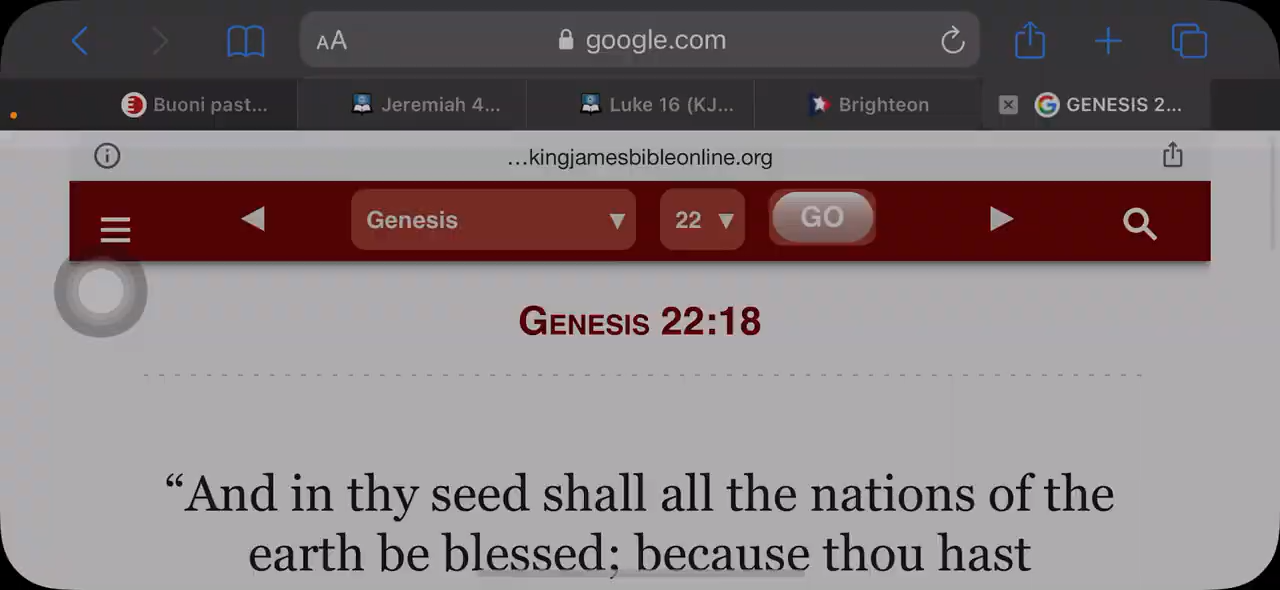 AA google.com
Buoni past... Jeremiah 4... Luke 16 (KJ... Brighteon GENESIS 2...
...kingjamesbibleonline.org
Genesis 22 GO
GENESIS 22:18
“And in thy seed shall all the nations of the
earth be blessed; because thou hast